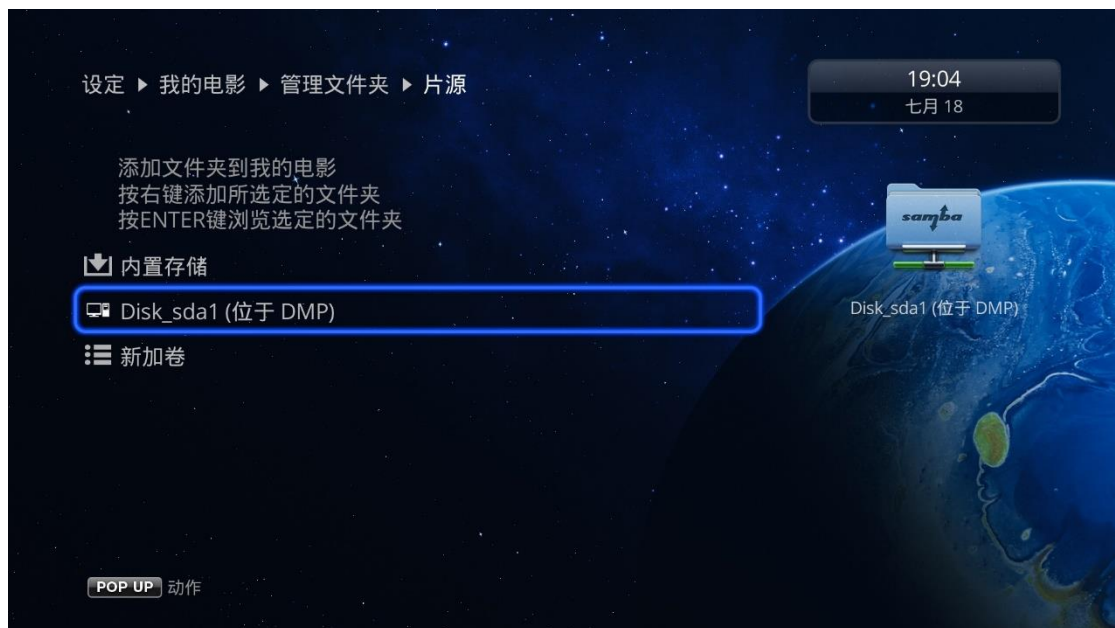 设定 ▶ 我的电影 ▶ 管理文件夹 ▶ 片源
19:04
七月 18
添加文件夹到我的电影
按右键添加所选定的文件夹
按ENTER键浏览选定的文件夹
samba
内置存储
Disk_sda1 (位于 DMP)
Disk_sda1 (位于 DMP)
新加卷
POP UP 动作